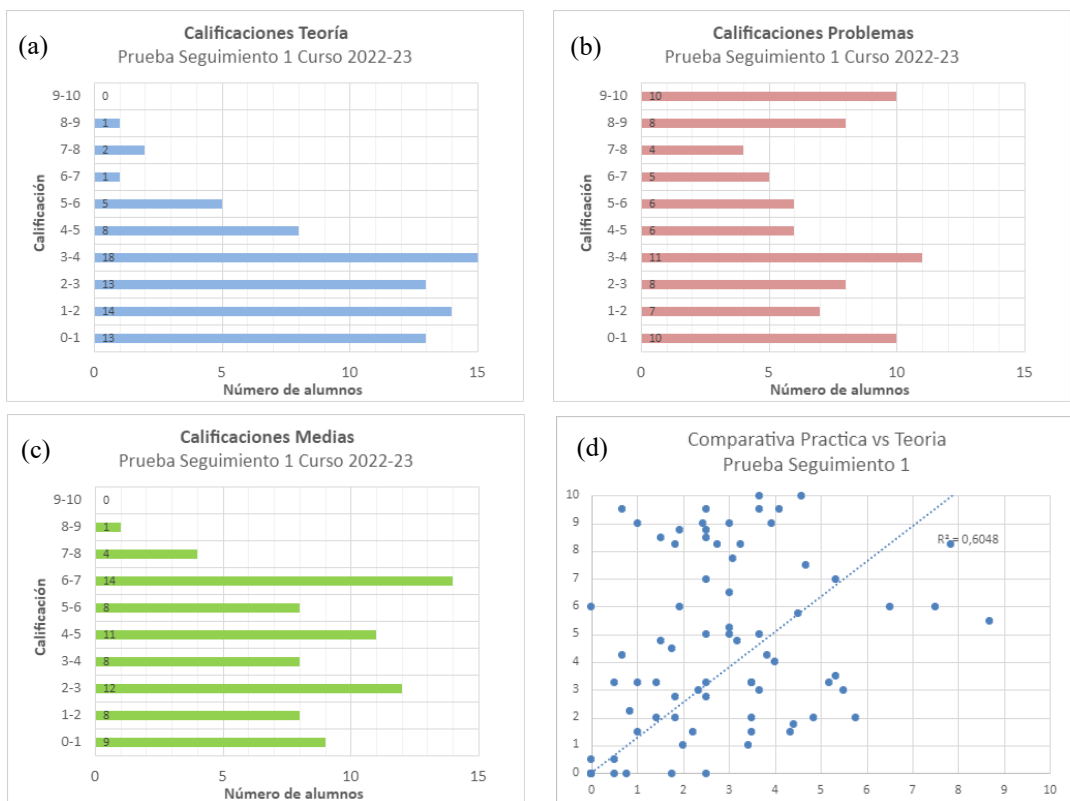 (a)
Calificaciones Teoría
Prueba Seguimiento 1 Curso 2022-23
Calificación
9-10 0
8-9 1
7-8 2
6-7 1
5-6 5
4-5 8
3-4 18
2-3 13
1-2 14
0-1 13
0 5 10 15
Número de alumnos
(b)
Calificaciones Problemas
Prueba Seguimiento 1 Curso 2022-23
Calificación
9-10 10
8-9 8
7-8 4
6-7 5
5-6 6
4-5 6
3-4 11
2-3 8
1-2 7
0-1 10
0 5 10 15
Número de alumnos
(c)
Calificaciones Medias
Prueba Seguimiento 1 Curso 2022-23
Calificación
9-10 0
8-9 1
7-8 4
6-7 14
5-6 8
4-5 11
3-4 8
2-3 12
1-2 8
0-1 9
0 5 10 15
Número de alumnos
(d)
Comparativa Practica vs Teoria
Prueba Seguimiento 1
10
9
R² = 0,6048
8
7
6
5
4
3
2
1
0
0 1 2 3 4 5 6 7 8 9 10